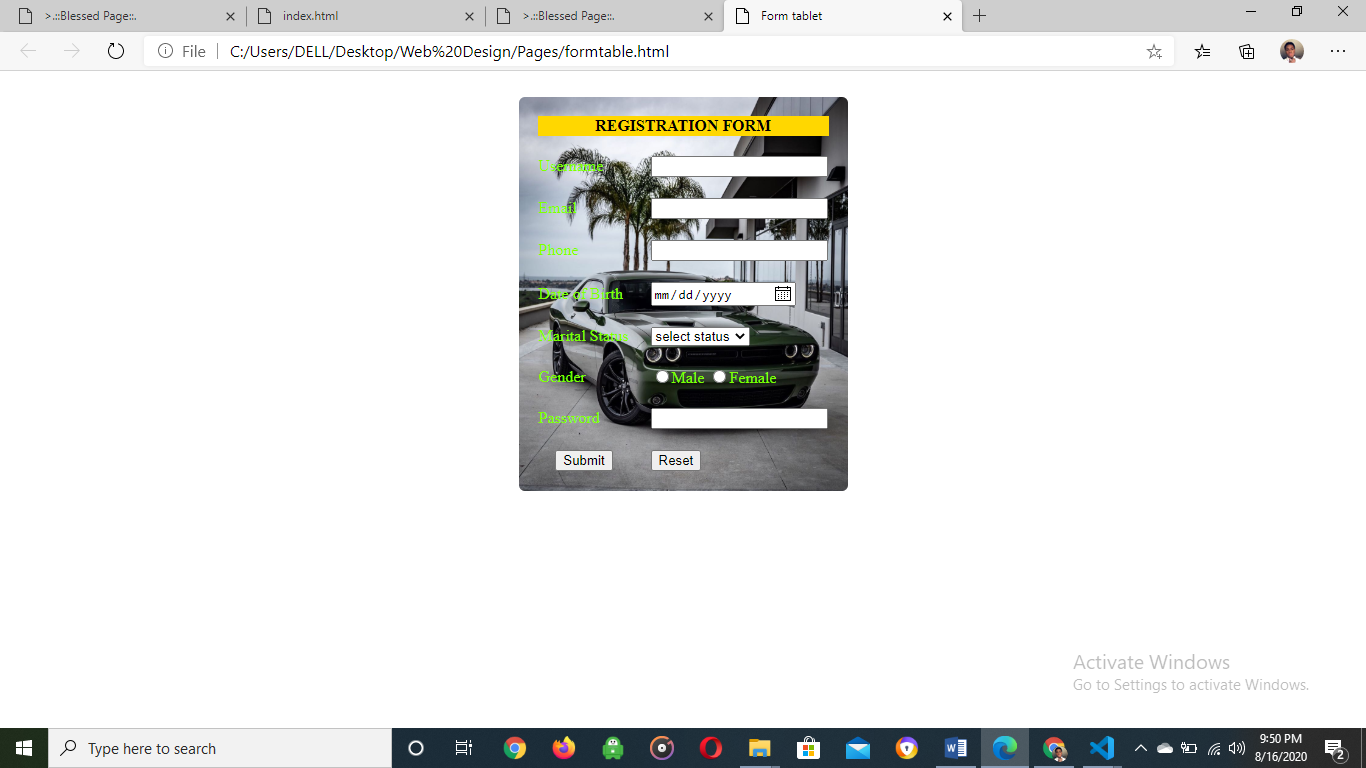 >.::Blessed Page::.
index.html
>.::Blessed Page::.
Form tablet
File
C:/Users/DELL/Desktop/Web%20Design/Pages/formtable.html
REGISTRATION FORM
Username
Email
Phone
Date of Birth mm/dd/yyyy
Marital Status select status
Gender Male Female
Password
Submit Reset
Activate Windows
Go to Settings to activate Windows.
Type here to search
9:50 PM
8/16/2020
2